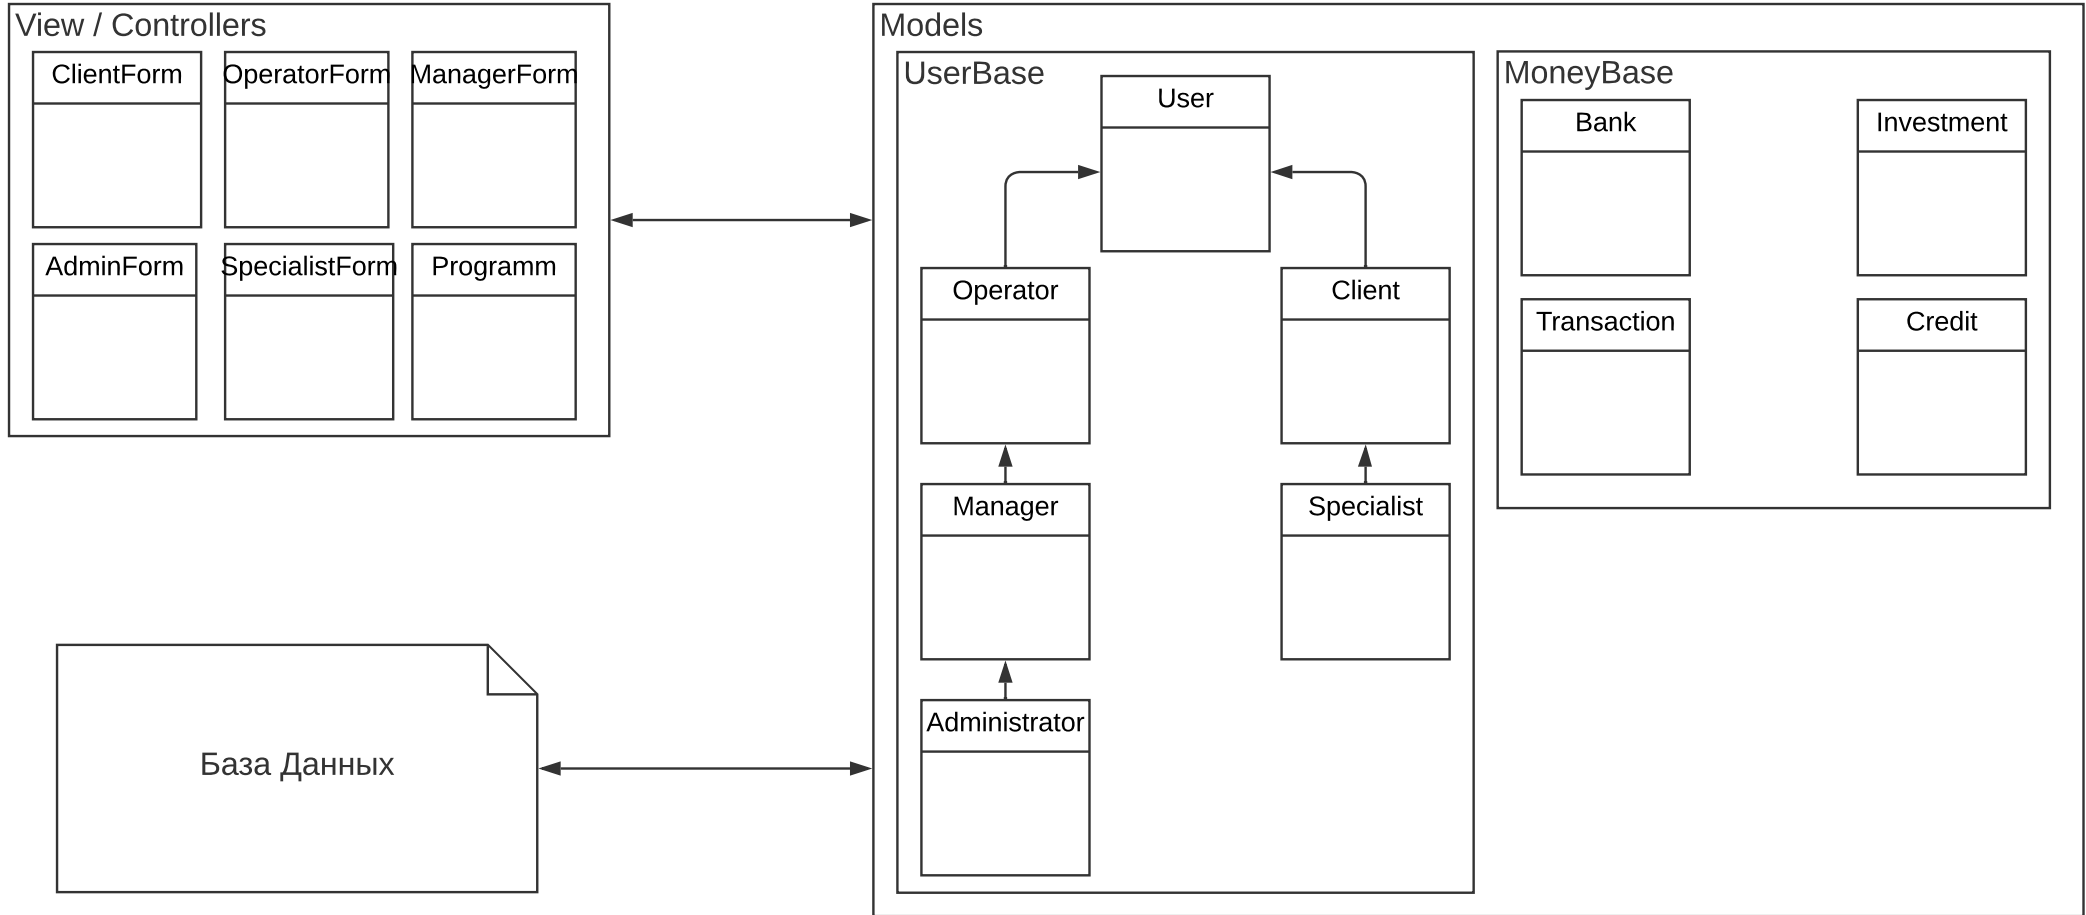 View / Controllers
ClientForm
OperatorForm
ManagerForm
AdminForm
SpecialistForm
Programm
База Данных
Models
UserBase
User
Operator
Client
Manager
Specialist
Administrator
MoneyBase
Bank
Investment
Transaction
Credit